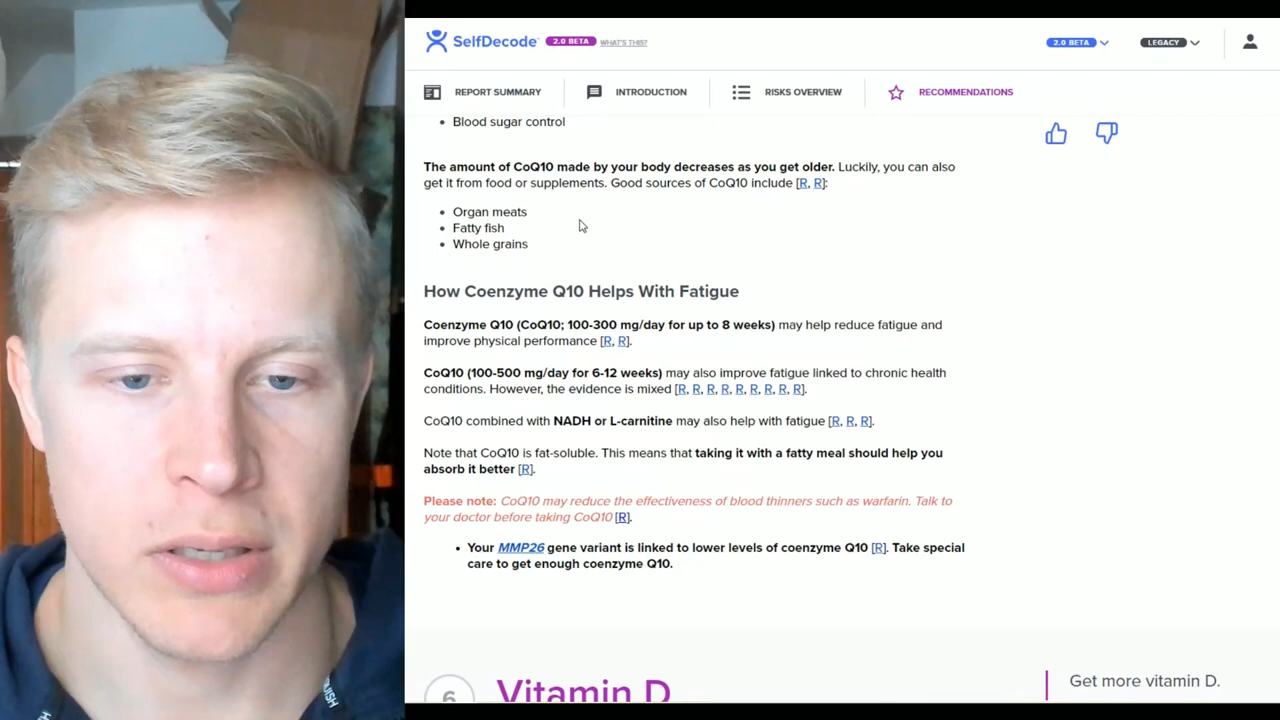 SelfDecode 2.0 BETA WHAT'S THIS? 2.0 BETA LEGACY
REPORT SUMMARY INTRODUCTION RISKS OVERVIEW RECOMMENDATIONS
• Blood sugar control
The amount of CoQ10 made by your body decreases as you get older. Luckily, you can also
get it from food or supplements. Good sources of CoQ10 include [R, R]:
• Organ meats
• Fatty fish
• Whole grains
How Coenzyme Q10 Helps With Fatigue
Coenzyme Q10 (CoQ10; 100-300 mg/day for up to 8 weeks) may help reduce fatigue and
improve physical performance [R, R].
CoQ10 (100-500 mg/day for 6-12 weeks) may also improve fatigue linked to chronic health
conditions. However, the evidence is mixed [R, R, R, R, R, R, R, R, R].
CoQ10 combined with NADH or L-carnitine may also help with fatigue [R, R, R].
Note that CoQ10 is fat-soluble. This means that taking it with a fatty meal should help you
absorb it better [R].
Please note: CoQ10 may reduce the effectiveness of blood thinners such as warfarin. Talk to
your doctor before taking CoQ10 [R].
• Your MMP26 gene variant is linked to lower levels of coenzyme Q10 [R]. Take special
care to get enough coenzyme Q10.
6 Vitamin D
Get more vitamin D.